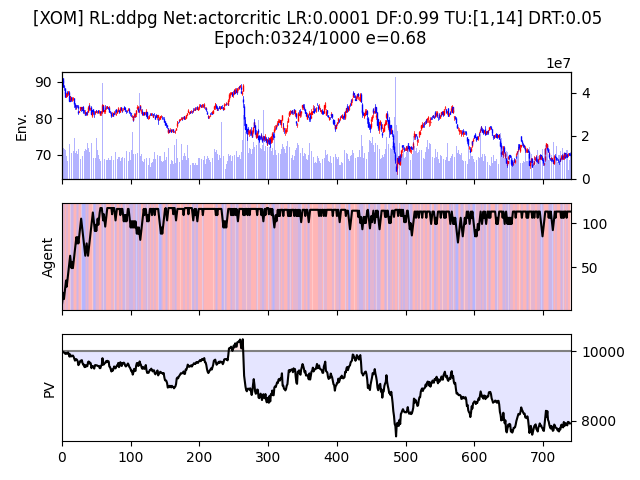 [XOM] RL:ddpg Net:actorcritic LR:0.0001 DF:0.99 TU:[1,14] DRT:0.05
Epoch:0324/1000 e=0.68
1e7
Env.
90
80
70
4
2
0
Agent
100
50
PV
10000
8000
0 100 200 300 400 500 600 700